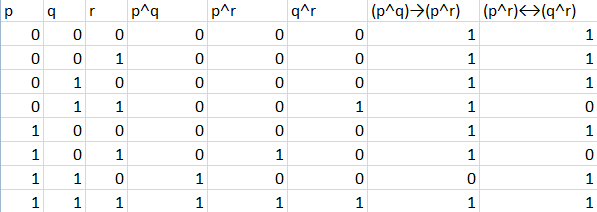 p q r p^q p^r q^r (p^q)→(p^r) (p^r)↔(q^r)
0 0 0 0 0 0 1 1
0 0 1 0 0 0 1 1
0 1 0 0 0 0 1 1
0 1 1 0 0 1 1 0
1 0 0 0 0 0 1 1
1 0 1 0 1 0 1 0
1 1 0 1 0 0 0 1
1 1 1 1 1 1 1 1